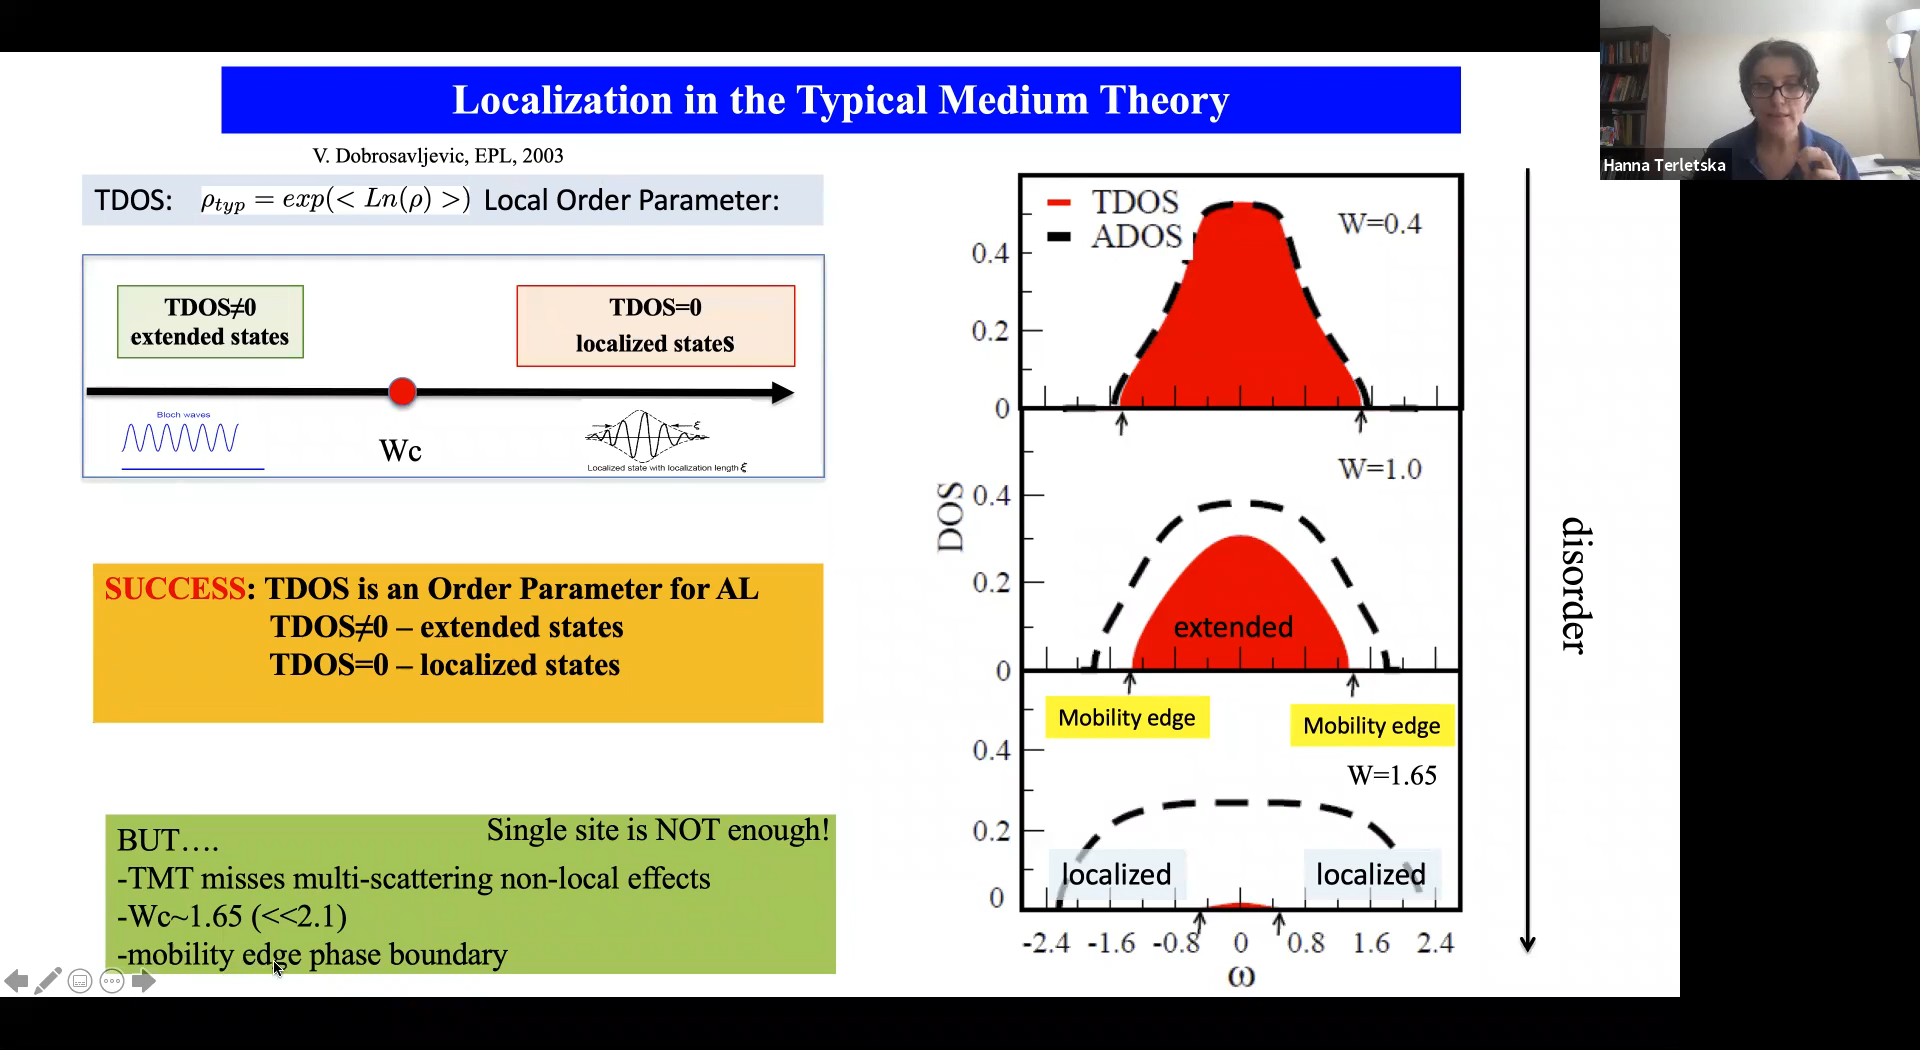 Localization in the Typical Medium Theory
Hanna Terletska
V. Dobrosavljevic, EPL, 2003
TDOS: ρtyp = exp(< Ln(ρ) >) Local Order Parameter:
TDOS≠0
extended states
TDOS=0
localized states
Bloch waves
Wc
ξ
Localized state with localization length ξ
SUCCESS: TDOS is an Order Parameter for AL
TDOS≠0 – extended states
TDOS=0 – localized states
BUT….
Single site is NOT enough!
-TMT misses multi-scattering non-local effects
-Wc~1.65 (<<2.1)
-mobility edge phase boundary
TDOS
ADOS
W=0.4
0.4
0.2
0
W=1.0
DOS
0.4
0.2
0
extended
Mobility edge
Mobility edge
W=1.65
0.4
0.2
0
localized
localized
-2.4 -1.6 -0.8 0 0.8 1.6 2.4
ω
disorder